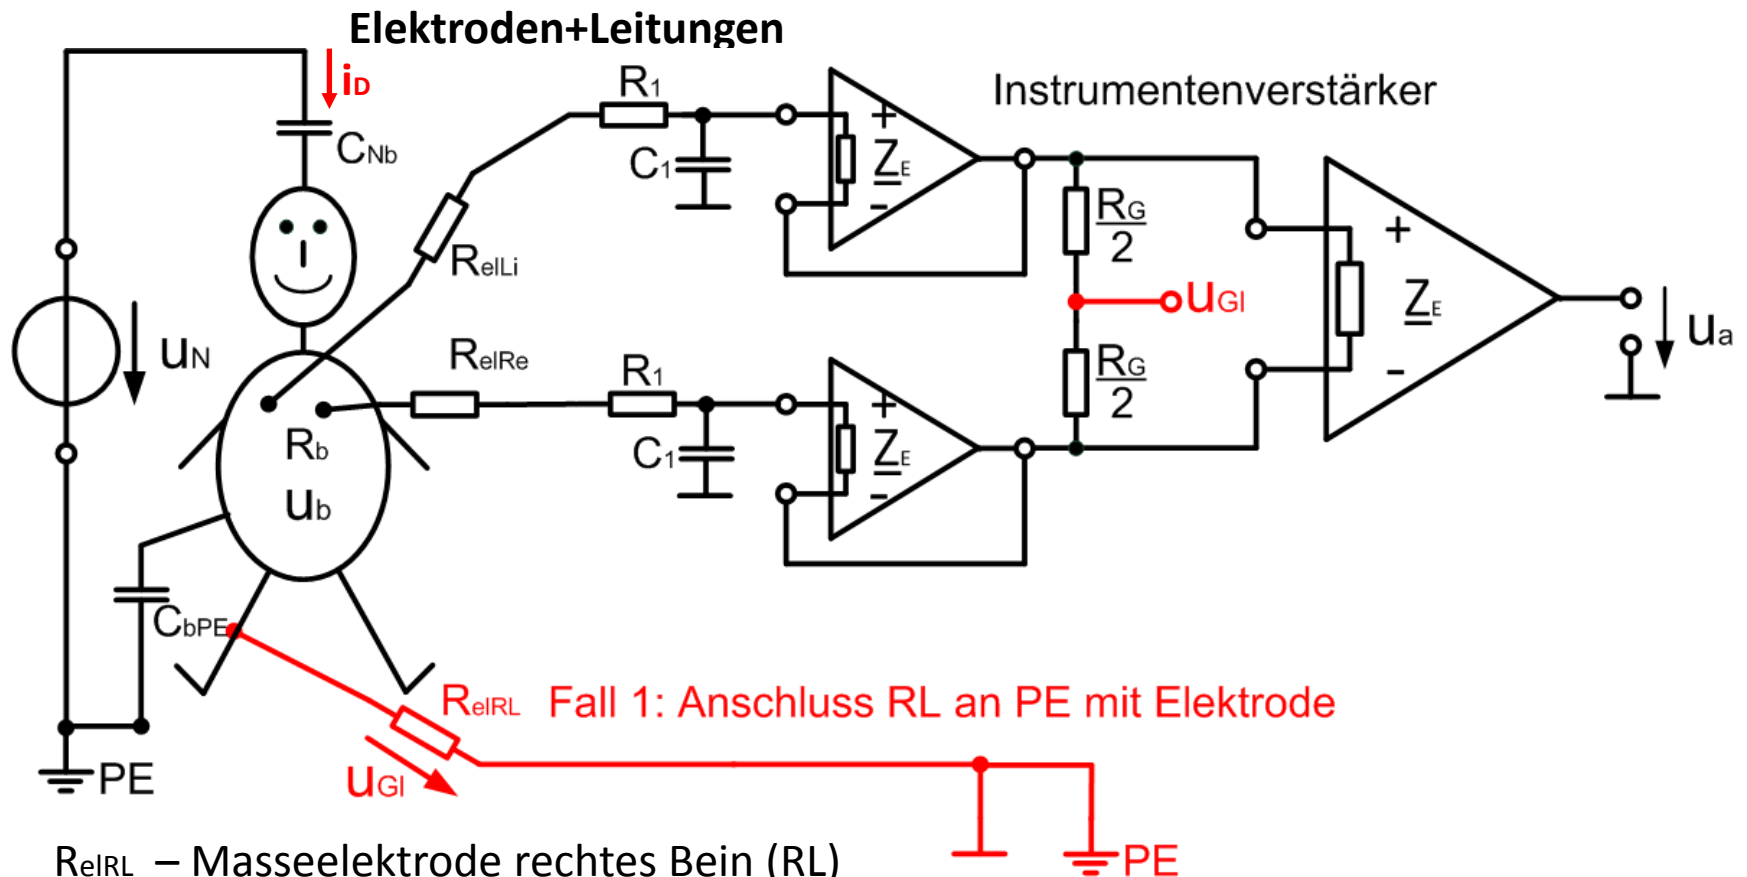 Elektroden+Leitungen
iD
CNb
R1
C1
+
ZE
-
Instrumentenverstärker
RG
2
uGl
RG
2
+
ZE
-
ua
RelLi
uN
RelRe
R1
C1
+
ZE
-
Rb
ub
CbPE
PE
RelRL Fall 1: Anschluss RL an PE mit Elektrode
uGl
PE
RelRL – Masseelektrode rechtes Bein (RL)